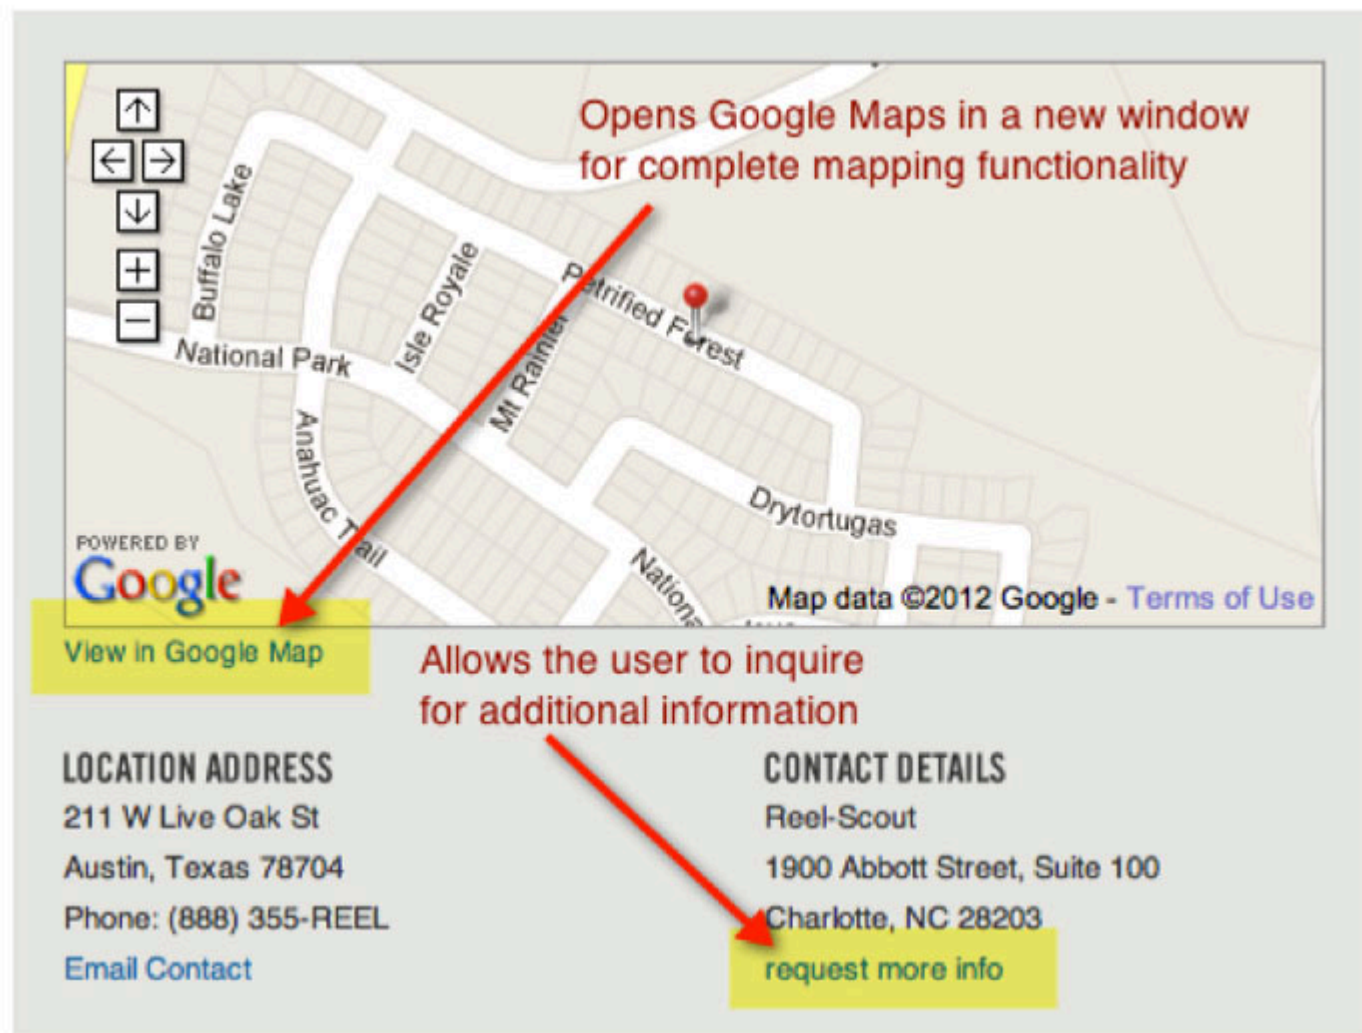 Opens Google Maps in a new window
for complete mapping functionality
Buffalo Lake
Isle Royale
Petrified Forest
National Park
Mt Rainier
Anahuac Trail
Drytortugas
POWERED BY
Google
Map data ©2012 Google - Terms of Use
View in Google Map
Allows the user to inquire
for additional information
LOCATION ADDRESS
211 W Live Oak St
Austin, Texas 78704
Phone: (888) 355-REEL
Email Contact
CONTACT DETAILS
Reel-Scout
1900 Abbott Street, Suite 100
Charlotte, NC 28203
request more info